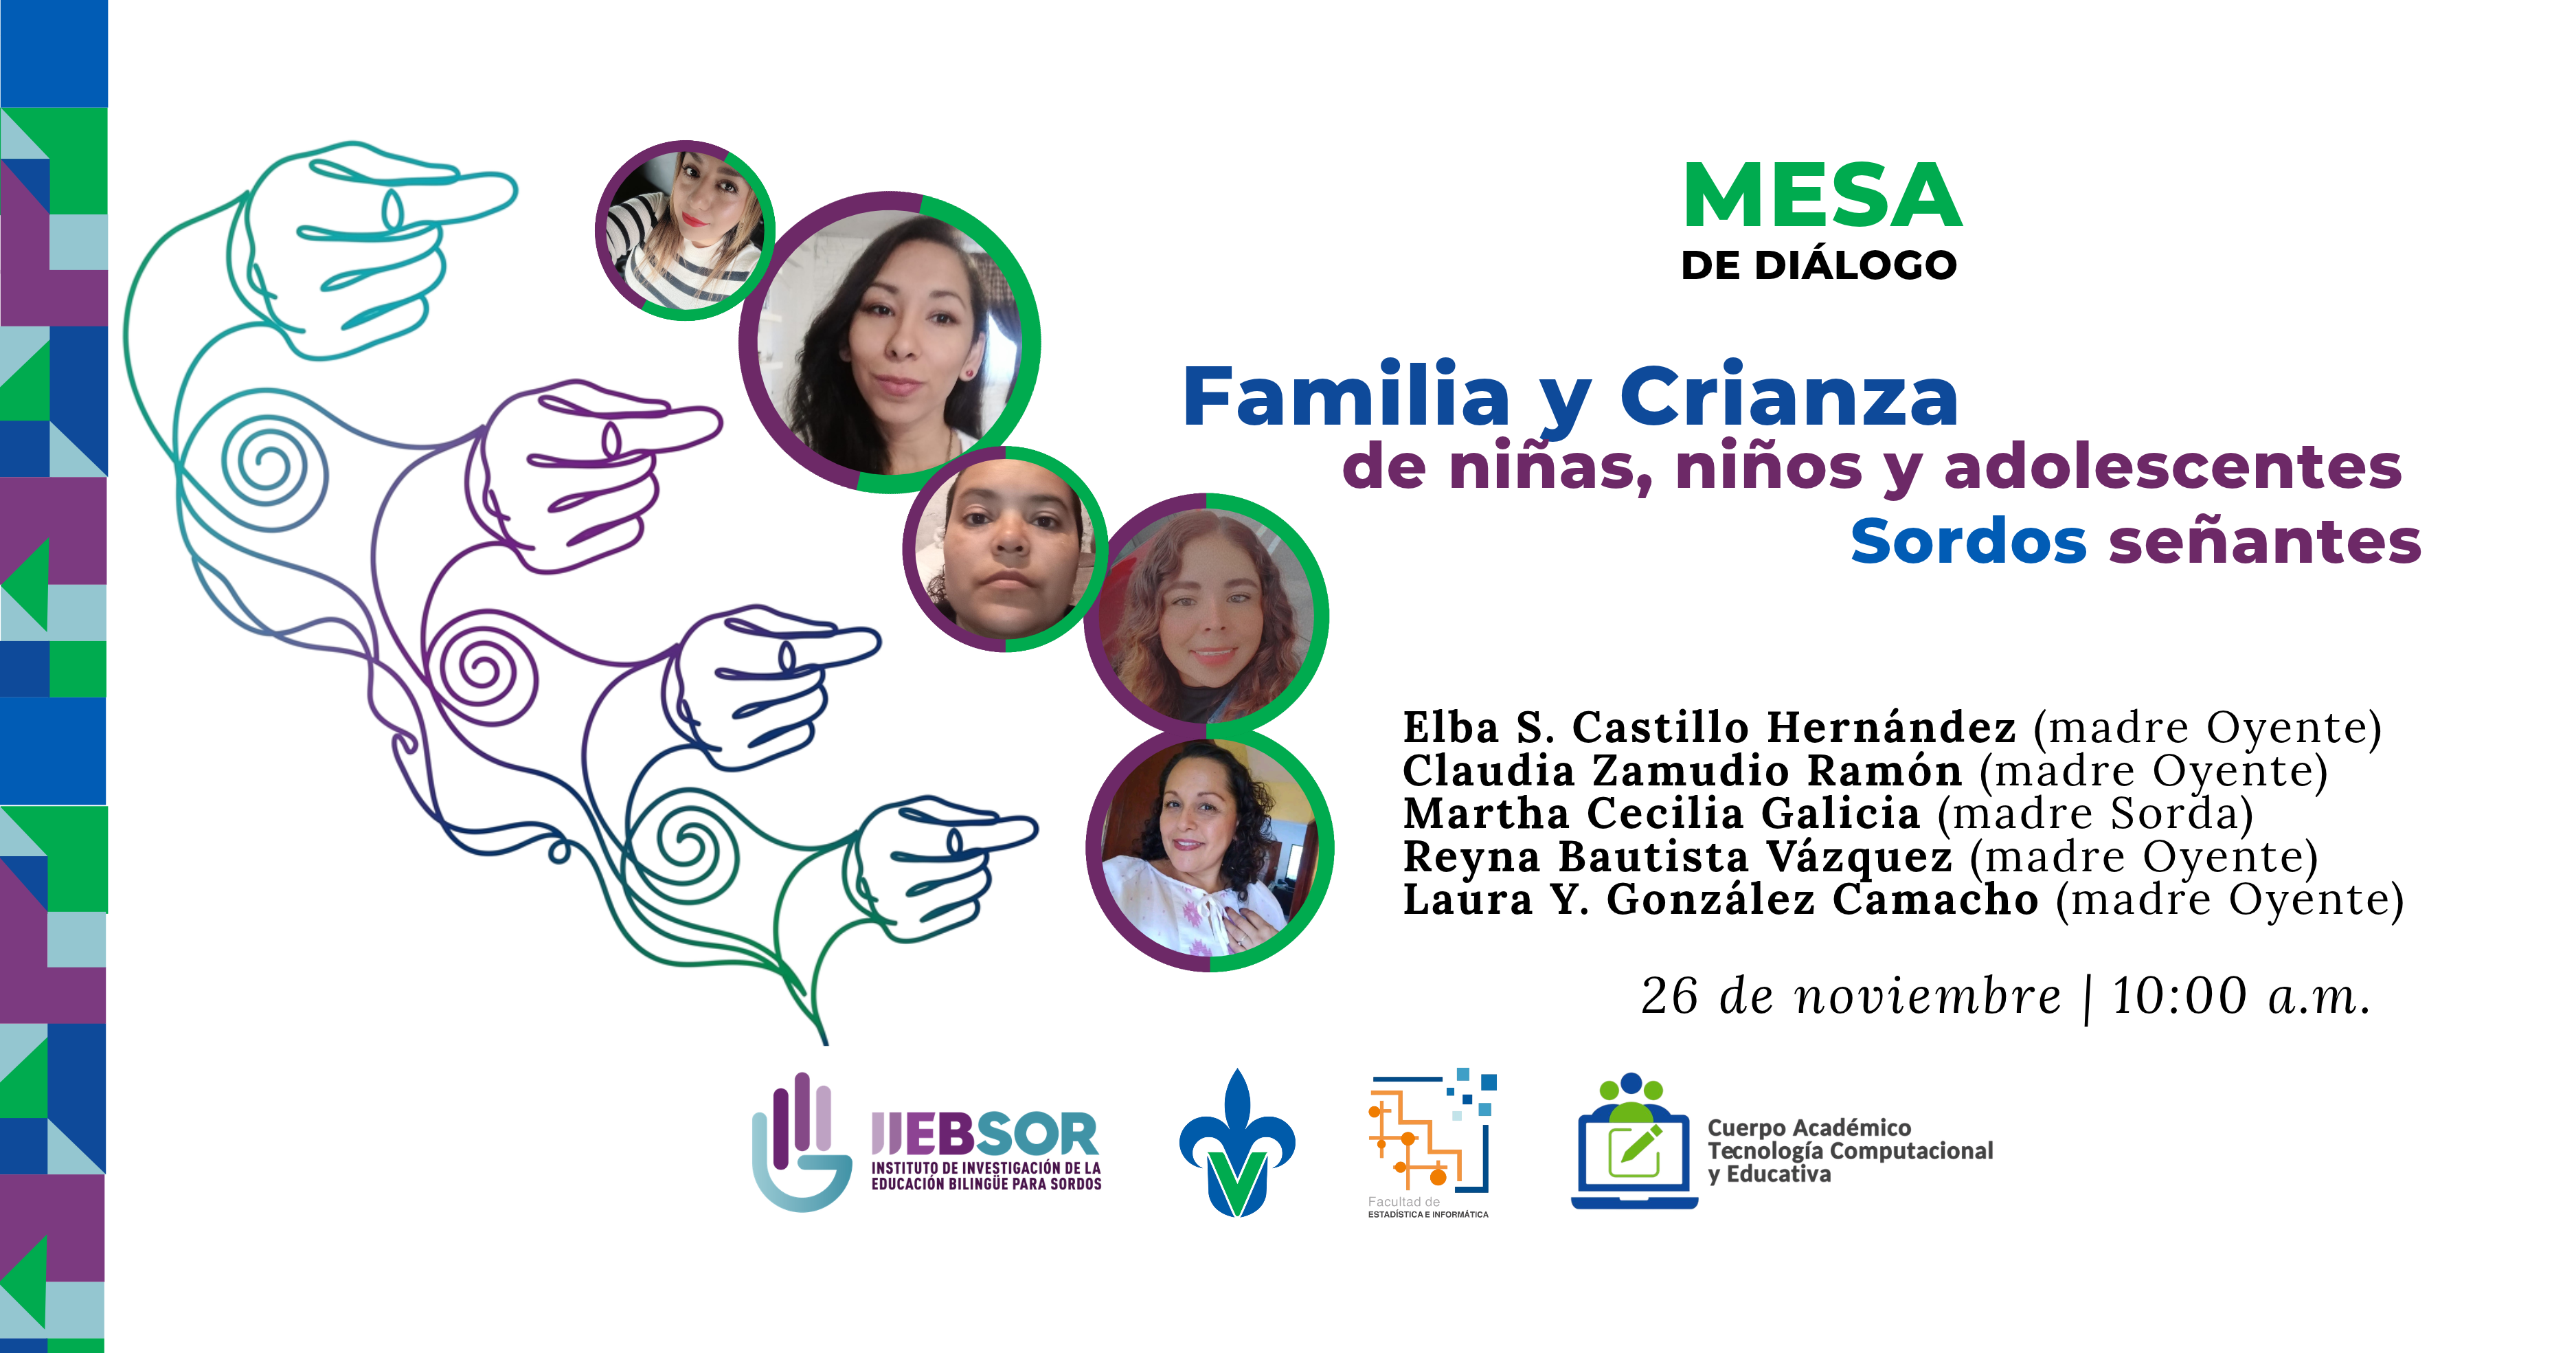 MESA
DE DIÁLOGO
Familia y Crianza
de niñas, niños y adolescentes
Sordos señantes
Elba S. Castillo Hernández (madre Oyente)
Claudia Zamudio Ramón (madre Oyente)
Martha Cecilia Galicia (madre Sorda)
Reyna Bautista Vázquez (madre Oyente)
Laura Y. González Camacho (madre Oyente)
26 de noviembre | 10:00 a.m.
IIEBSOR
INSTITUTO DE INVESTIGACIÓN DE LA
EDUCACIÓN BILINGÜE PARA SORDOS
Facultad de
ESTADÍSTICA E INFORMÁTICA
Cuerpo Académico
Tecnología Computacional
y Educativa